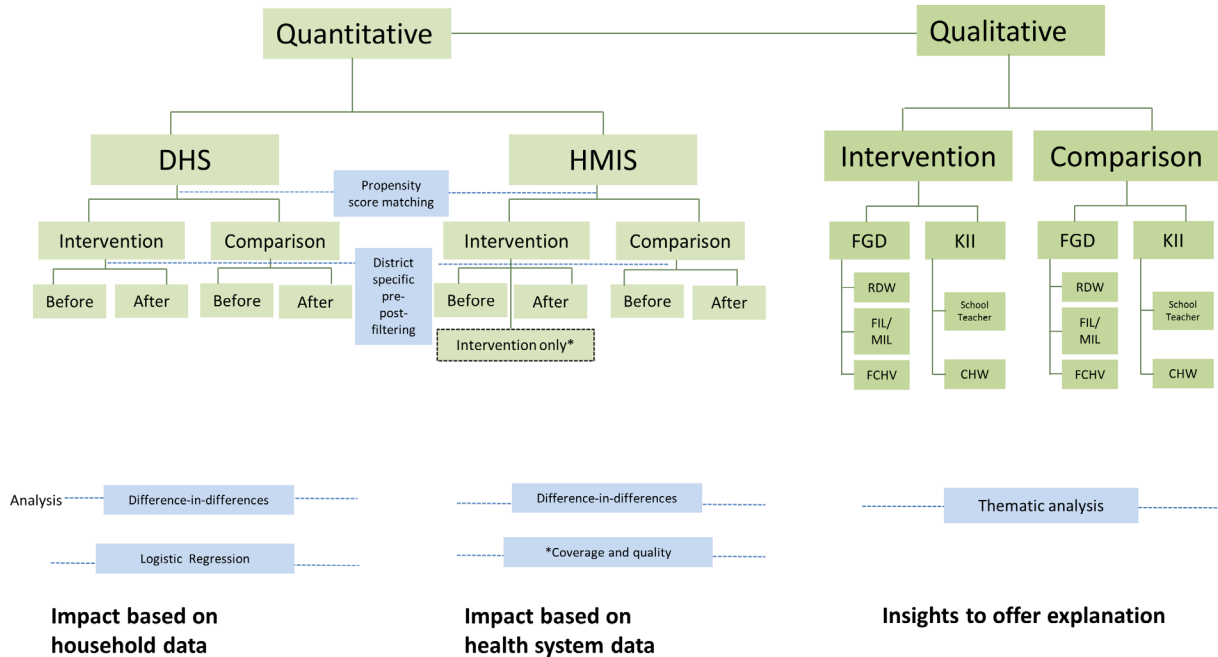 Quantitative
Qualitative
DHS
HMIS
Intervention
Comparison
Propensity
score matching
Intervention
Comparison
Intervention
Comparison
FGD
KII
FGD
KII
District
specific
pre-
post-
filtering
Before
After
Before
After
Before
After
Before
After
Intervention only*
RDW
FIL/
MIL
FCHV
School
Teacher
CHW
RDW
FIL/
MIL
FCHV
School
Teacher
CHW
Analysis
Difference-in-differences
Difference-in-differences
Thematic analysis
Logistic Regression
*Coverage and quality
Impact based on
household data
Impact based on
health system data
Insights to offer explanation